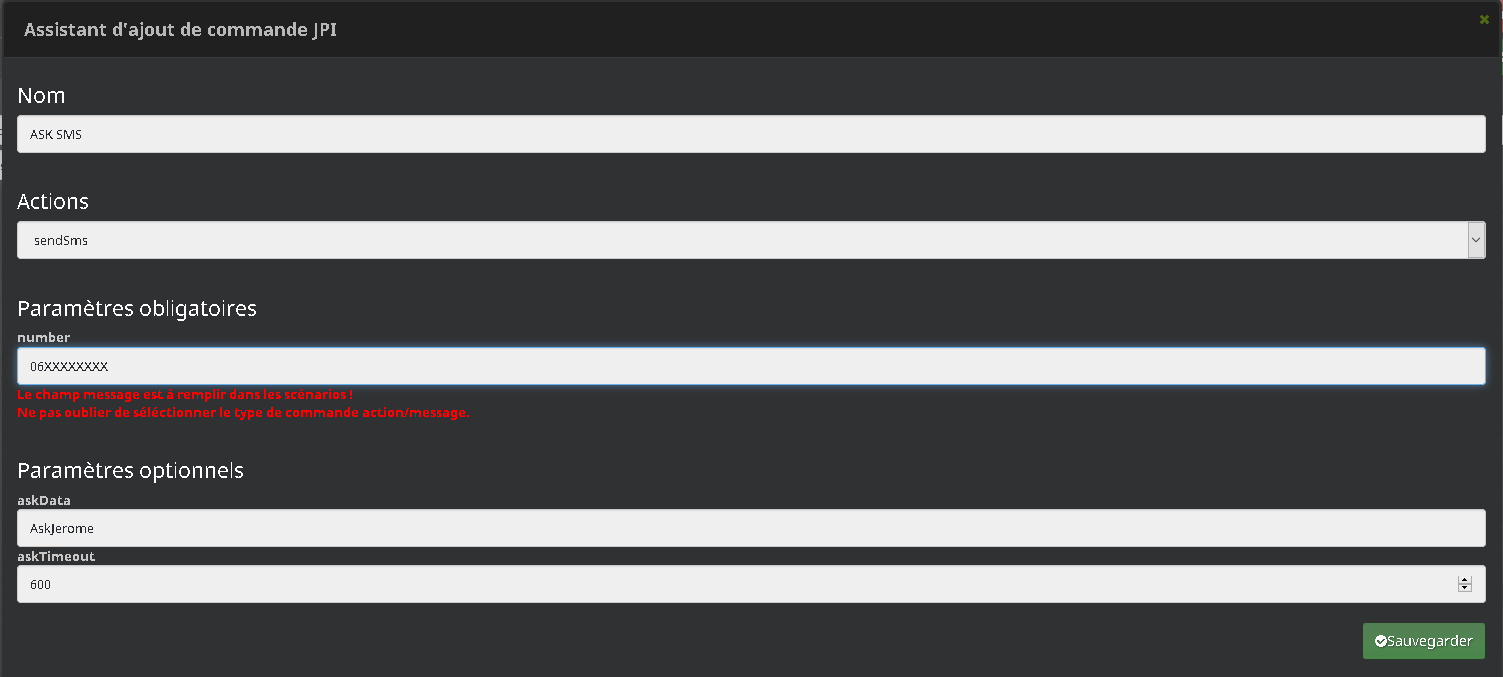 Assistant d'ajout de commande JPI
Nom
ASK SMS
Actions
sendSms
Paramètres obligatoires
number
06XXXXXXXX
Le champ message est à remplir dans les scénarios !
Ne pas oublier de séléctionner le type de commande action/message.
Paramètres optionnels
askData
AskJerome
askTimeout
600
Sauvegarder